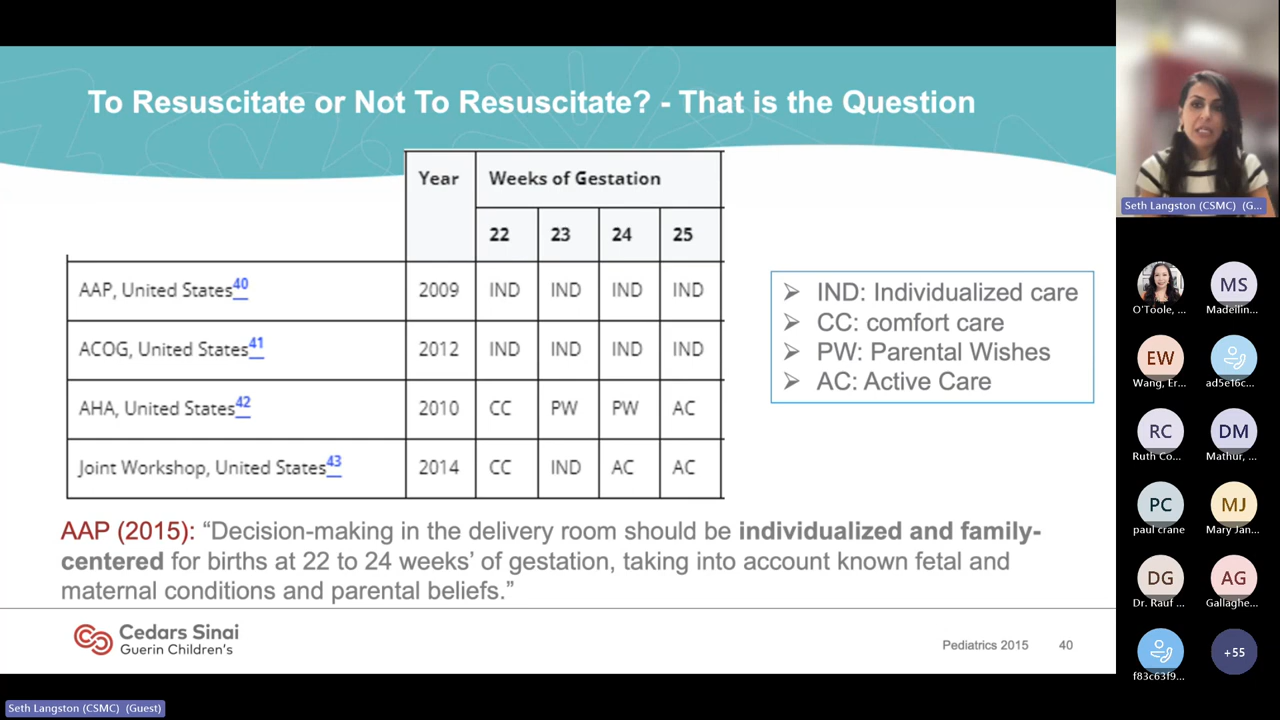 To Resuscitate or Not To Resuscitate? - That is the Question
Year
Weeks of Gestation
22 23 24 25
AAP, United States40 2009 IND IND IND IND
ACOG, United States41 2012 IND IND IND IND
AHA, United States42 2010 CC PW PW AC
Joint Workshop, United States43 2014 CC IND AC AC
➢ IND: Individualized care
➢ CC: comfort care
➢ PW: Parental Wishes
➢ AC: Active Care
AAP (2015): “Decision-making in the delivery room should be individualized and family-
centered for births at 22 to 24 weeks’ of gestation, taking into account known fetal and
maternal conditions and parental beliefs.”
Cedars Sinai
Guerin Children's
Pediatrics 2015 40
Seth Langston (CSMC) (Guest)
Seth Langston (CSMC) (G...
O'Toole, ...
MS
Madeilin...
EW
Wang, Er...
ad5e16c...
RC
Ruth Co...
DM
Mathur, ...
PC
paul crane
MJ
Mary Jan...
DG
Dr. Rauf ...
AG
Gallaghe...
f83c63f9...
+55